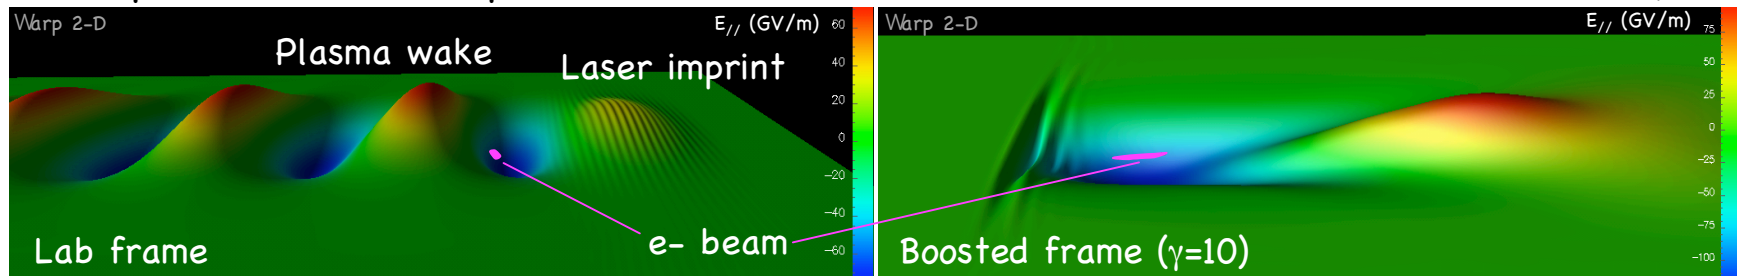 Warp 2-D
E// (GV/m)
Plasma wake
Laser imprint
60
40
20
0
-20
-40
-60
Lab frame
e- beam
Warp 2-D
E// (GV/m)
75
50
25
0
-25
-50
-75
-100
Boosted frame (γ=10)